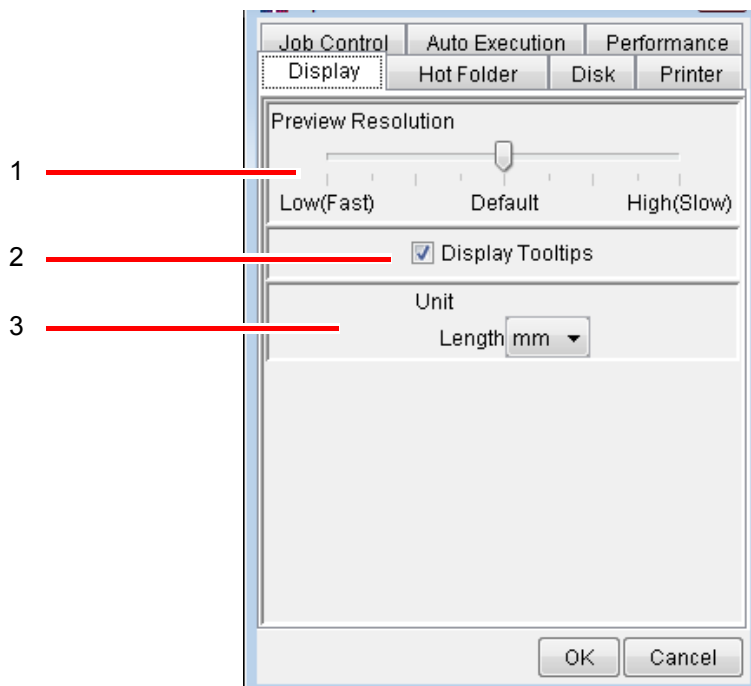 Job Control Auto Execution Performance
Display Hot Folder Disk Printer
Preview Resolution
1
Low(Fast) Default High(Slow)
2 Display Tooltips
Unit
3
Length mm
OK Cancel